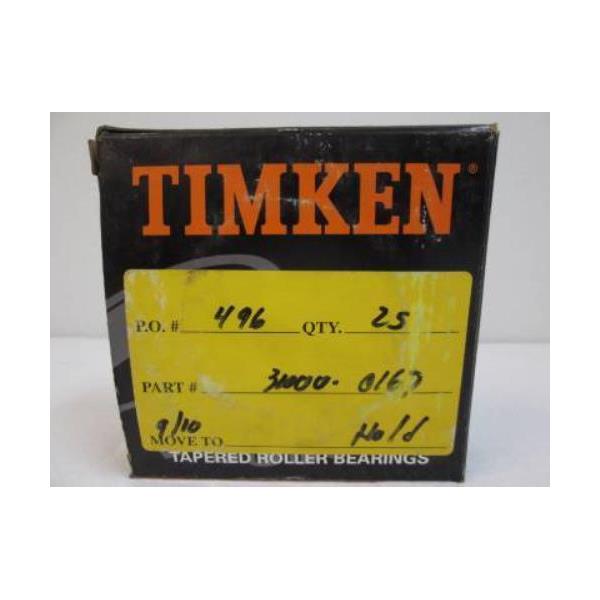 TIMKEN®
P.O. # 496 QTY. 25
PART #
9/10
MOVE TO Hold
TAPERED ROLLER BEARINGS